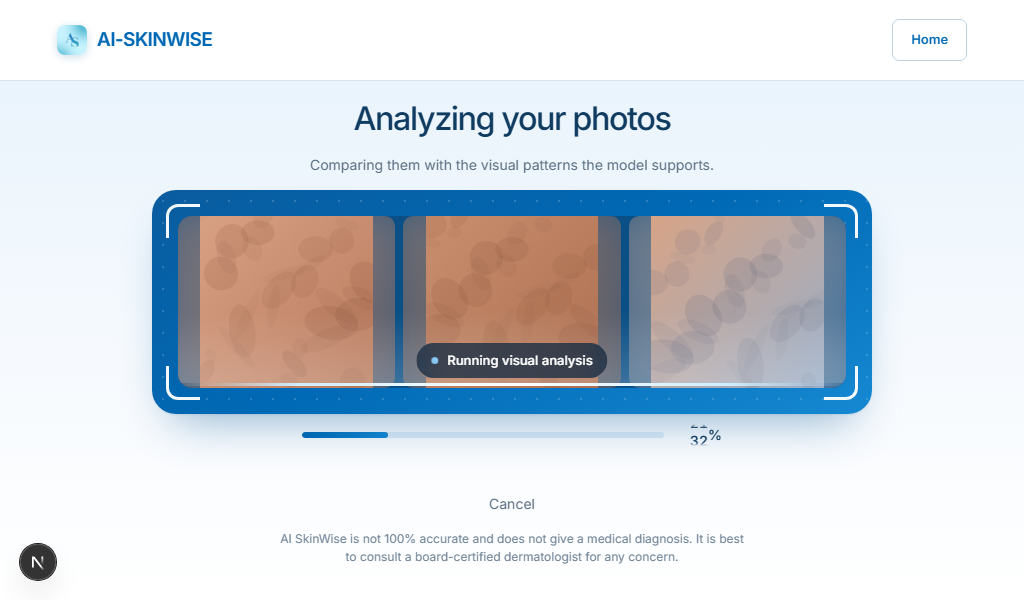 AI-SKINWISE
Home
Analyzing your photos
Comparing them with the visual patterns the model supports.
Running visual analysis
32%
Cancel
AI SkinWise is not 100% accurate and does not give a medical diagnosis. It is best
to consult a board-certified dermatologist for any concern.
N